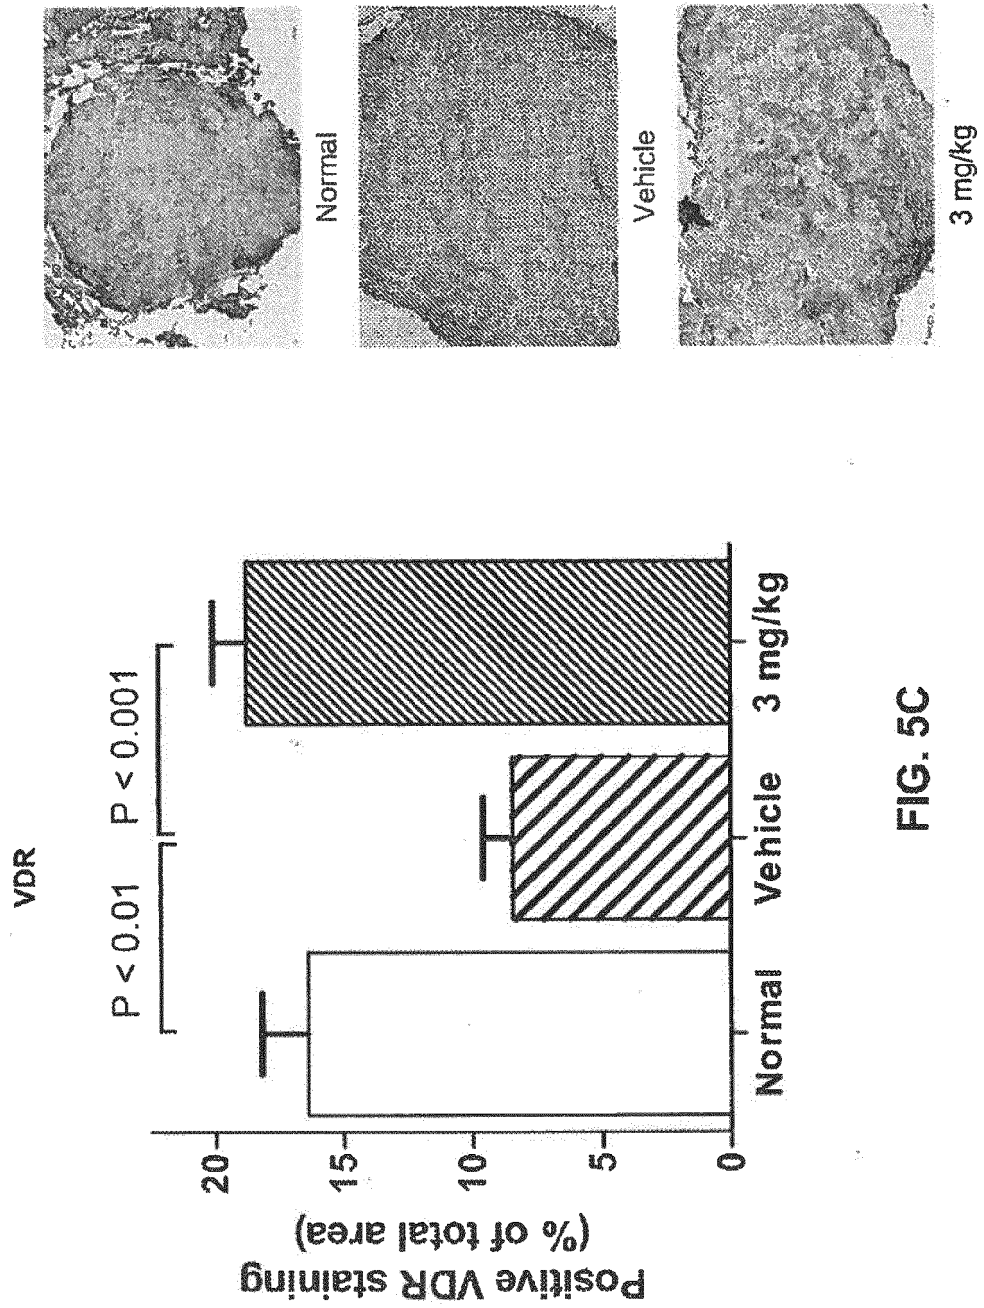 VDR
P < 0.01
P < 0.001
Positive VDR staining
(% of total area)
20
15
10
5
0
Normal
Vehicle
3 mg/kg
Normal
Vehicle
3 mg/kg
FIG. 5C